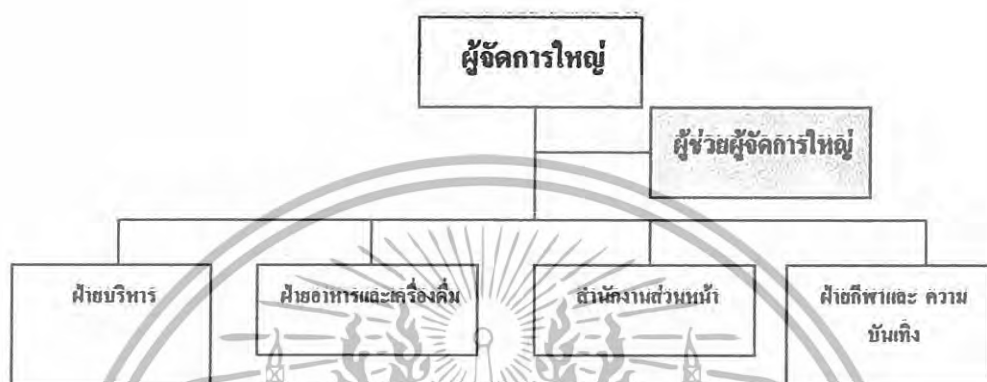 ผู้จัดการใหญ่
ผู้ช่วยผู้จัดการใหญ่
ฝ่ายบริหาร
ฝ่ายอาหารและเครื่องดื่ม
สำนักงานส่วนหน้า
ฝ่ายกีฬาและ ความ
บันเทิง